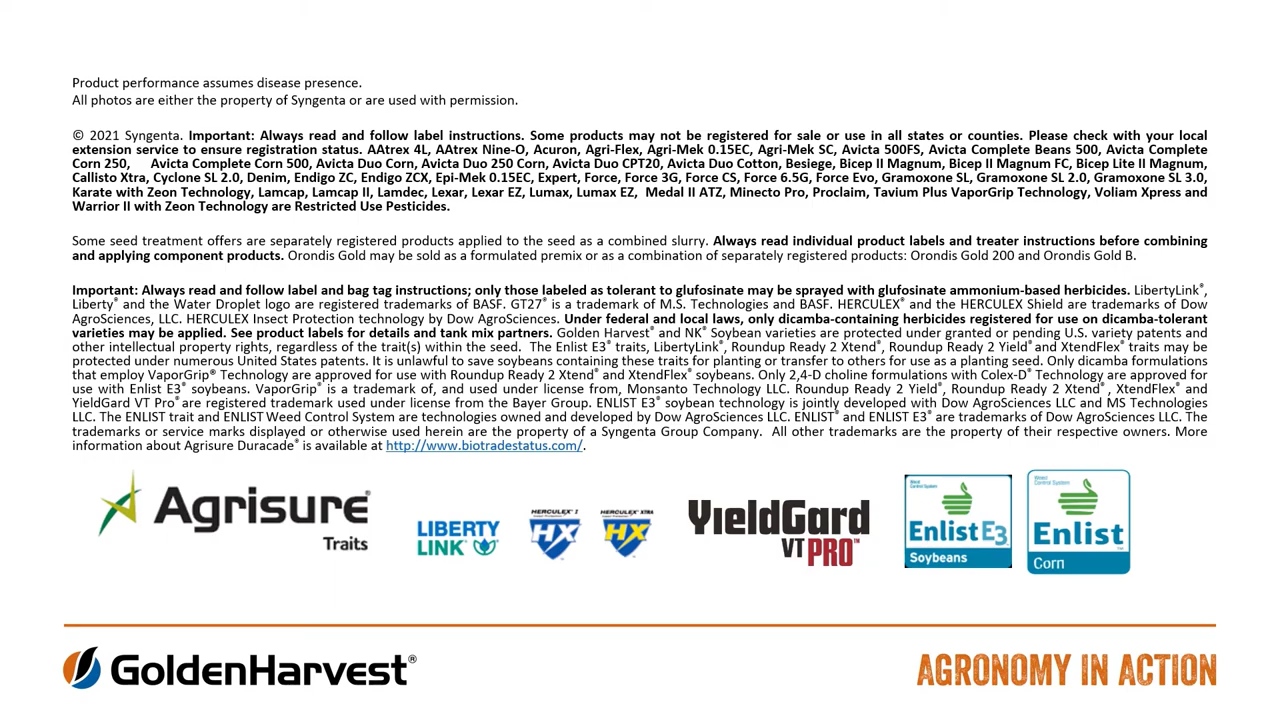 Product performance assumes disease presence.
All photos are either the property of Syngenta or are used with permission.
© 2021 Syngenta. Important: Always read and follow label instructions. Some products may not be registered for sale or use in all states or counties. Please check with your local
extension service to ensure registration status. AAtrex 4L, AAtrex Nine-O, Acuron, Agri-Flex, Agri-Mek 0.15EC, Agri-Mek SC, Avicta 500FS, Avicta Complete Beans 500, Avicta Complete
Corn 250, Avicta Complete Corn 500, Avicta Duo Corn, Avicta Duo 250 Corn, Avicta Duo CPT20, Avicta Duo Cotton, Besiege, Bicep II Magnum, Bicep II Magnum FC, Bicep Lite II Magnum,
Callisto Xtra, Cyclone SL 2.0, Denim, Endigo ZC, Endigo ZCX, Epi-Mek 0.15EC, Expert, Force, Force 3G, Force CS, Force 6.5G, Force Evo, Gramoxone SL, Gramoxone SL 2.0, Gramoxone SL 3.0,
Karate with Zeon Technology, Lamcap, Lamcap II, Lamdec, Lexar, Lexar EZ, Lumax, Lumax EZ, Medal II ATZ, Minecto Pro, Proclaim, Tavium Plus VaporGrip Technology, Voliam Xpress and
Warrior II with Zeon Technology are Restricted Use Pesticides.
Some seed treatment offers are separately registered products applied to the seed as a combined slurry. Always read individual product labels and treater instructions before combining
and applying component products. Orondis Gold may be sold as a formulated premix or as a combination of separately registered products: Orondis Gold 200 and Orondis Gold B.
Important: Always read and follow label and bag tag instructions; only those labeled as tolerant to glufosinate may be sprayed with glufosinate ammonium-based herbicides. LibertyLink®,
Liberty® and the Water Droplet logo are registered trademarks of BASF. GT27® is a trademark of M.S. Technologies and BASF. HERCULEX® and the HERCULEX Shield are trademarks of Dow
AgroSciences, LLC. HERCULEX Insect Protection technology by Dow AgroSciences. Under federal and local laws, only dicamba-containing herbicides registered for use on dicamba-tolerant
varieties may be applied. See product labels for details and tank mix partners. Golden Harvest® and NK® Soybean varieties are protected under granted or pending U.S. variety patents and
other intellectual property rights, regardless of the trait(s) within the seed. The Enlist E3® traits, LibertyLink®, Roundup Ready 2 Xtend®, Roundup Ready 2 Yield® and XtendFlex® traits may be
protected under numerous United States patents. It is unlawful to save soybeans containing these traits for planting or transfer to others for use as a planting seed. Only dicamba formulations
that employ VaporGrip® Technology are approved for use with Roundup Ready 2 Xtend® and XtendFlex® soybeans. Only 2,4-D choline formulations with Colex-D® Technology are approved for
use with Enlist E3® soybeans. VaporGrip® is a trademark of, and used under license from, Monsanto Technology LLC. Roundup Ready 2 Yield®, Roundup Ready 2 Xtend® , XtendFlex® and
YieldGard VT Pro® are registered trademark used under license from the Bayer Group. ENLIST E3® soybean technology is jointly developed with Dow AgroSciences LLC and MS Technologies
LLC. The ENLIST trait and ENLIST Weed Control System are technologies owned and developed by Dow AgroSciences LLC. ENLIST® and ENLIST E3® are trademarks of Dow AgroSciences LLC. The
trademarks or service marks displayed or otherwise used herein are the property of a Syngenta Group Company. All other trademarks are the property of their respective owners. More
information about Agrisure Duracade® is available at http://www.biotradestatus.com/.
Agrisure®
Traits
LIBERTY
LINK®
HERCULEX I
HX
HERCULEX XTRA
HX
YieldGard
VT PRO™
Weed
Control System
Enlist E3
Soybeans
Weed
Control System
Enlist™
Corn
GoldenHarvest®
AGRONOMY IN ACTION